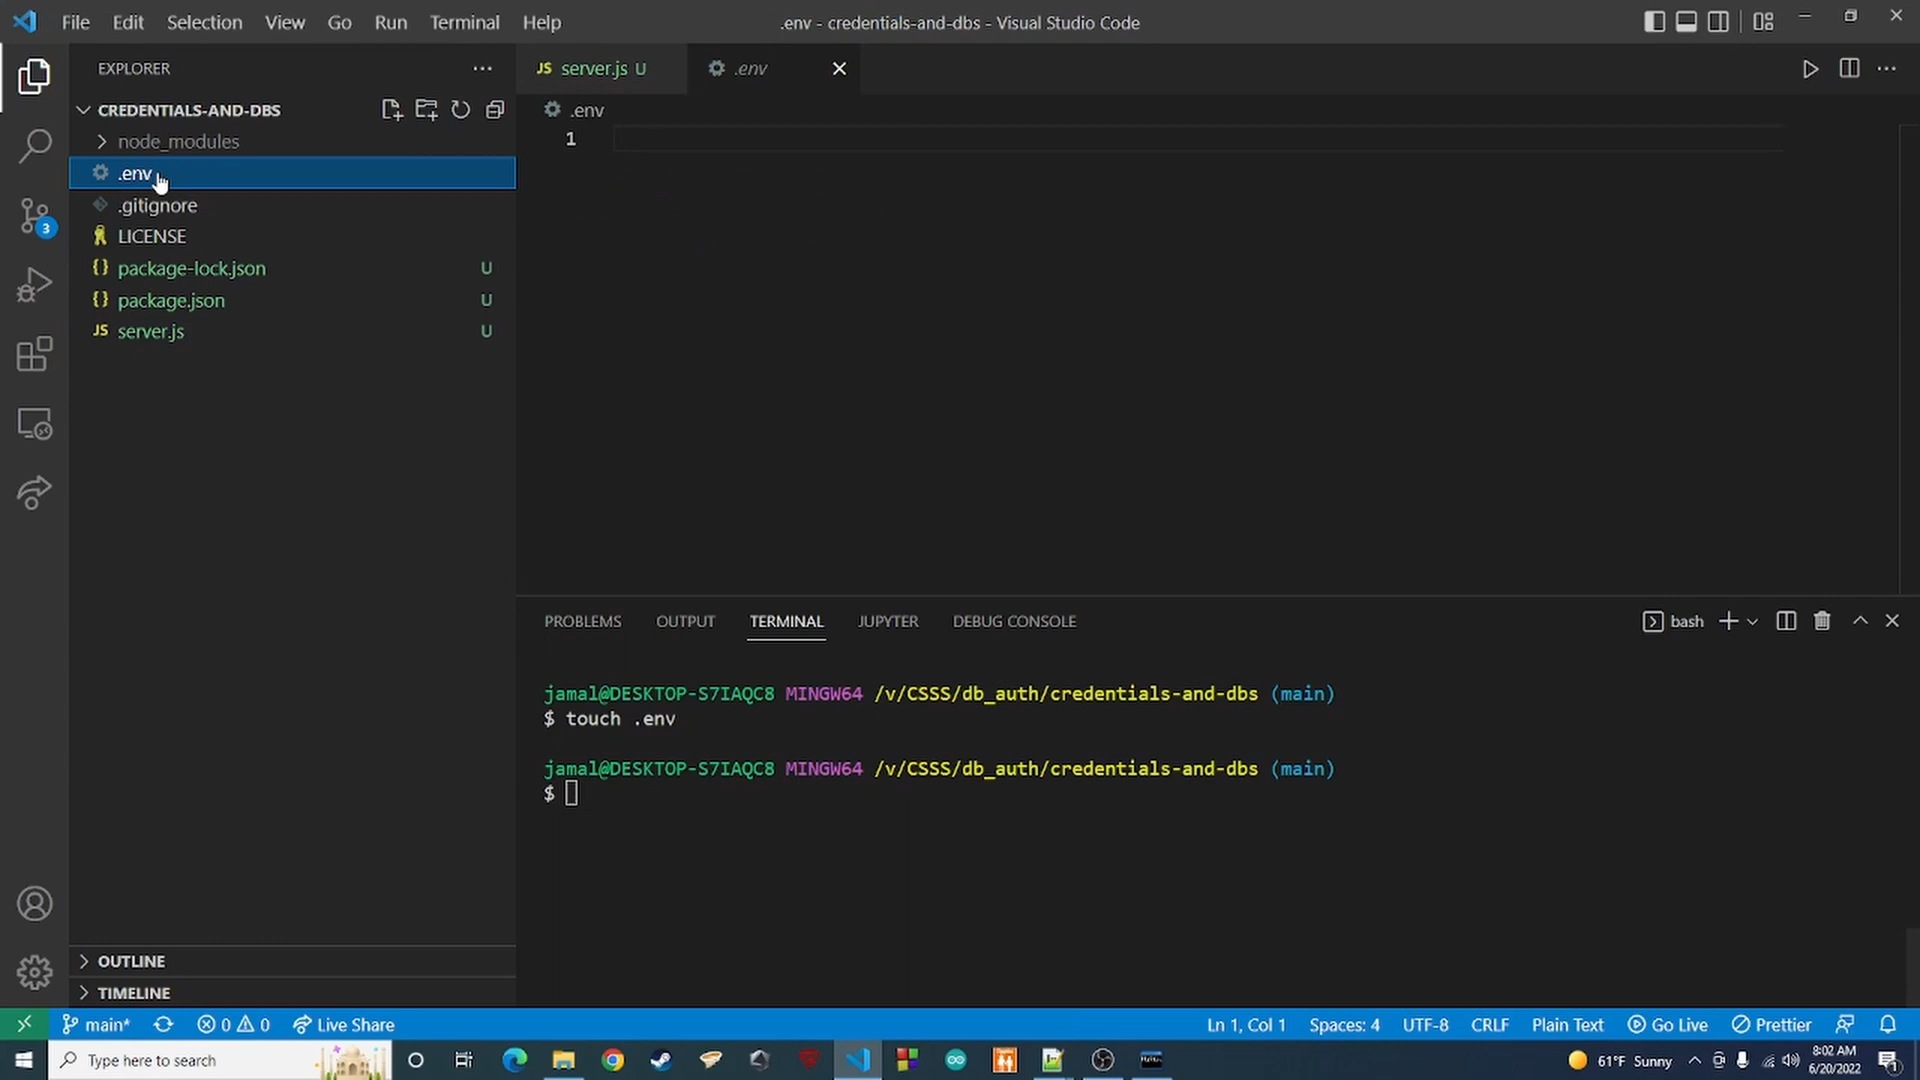 File Edit Selection View Go Run Terminal Help
.env - credentials-and-dbs - Visual Studio Code
EXPLORER
CREDENTIALS-AND-DBS
node_modules
.env
.gitignore
LICENSE
package-lock.json U
package.json U
server.js U
3
OUTLINE
TIMELINE
JS server.js U
.env
.env
1
PROBLEMS OUTPUT TERMINAL JUPYTER DEBUG CONSOLE
bash
jamal@DESKTOP-S7IAQC8 MINGW64 /v/CSSS/db_auth/credentials-and-dbs (main)
$ touch .env
jamal@DESKTOP-S7IAQC8 MINGW64 /v/CSSS/db_auth/credentials-and-dbs (main)
$
main* 0 0 Live Share
Ln 1, Col 1 Spaces: 4 UTF-8 CRLF Plain Text Go Live Prettier
Type here to search
61°F Sunny
8:02 AM
6/20/2022